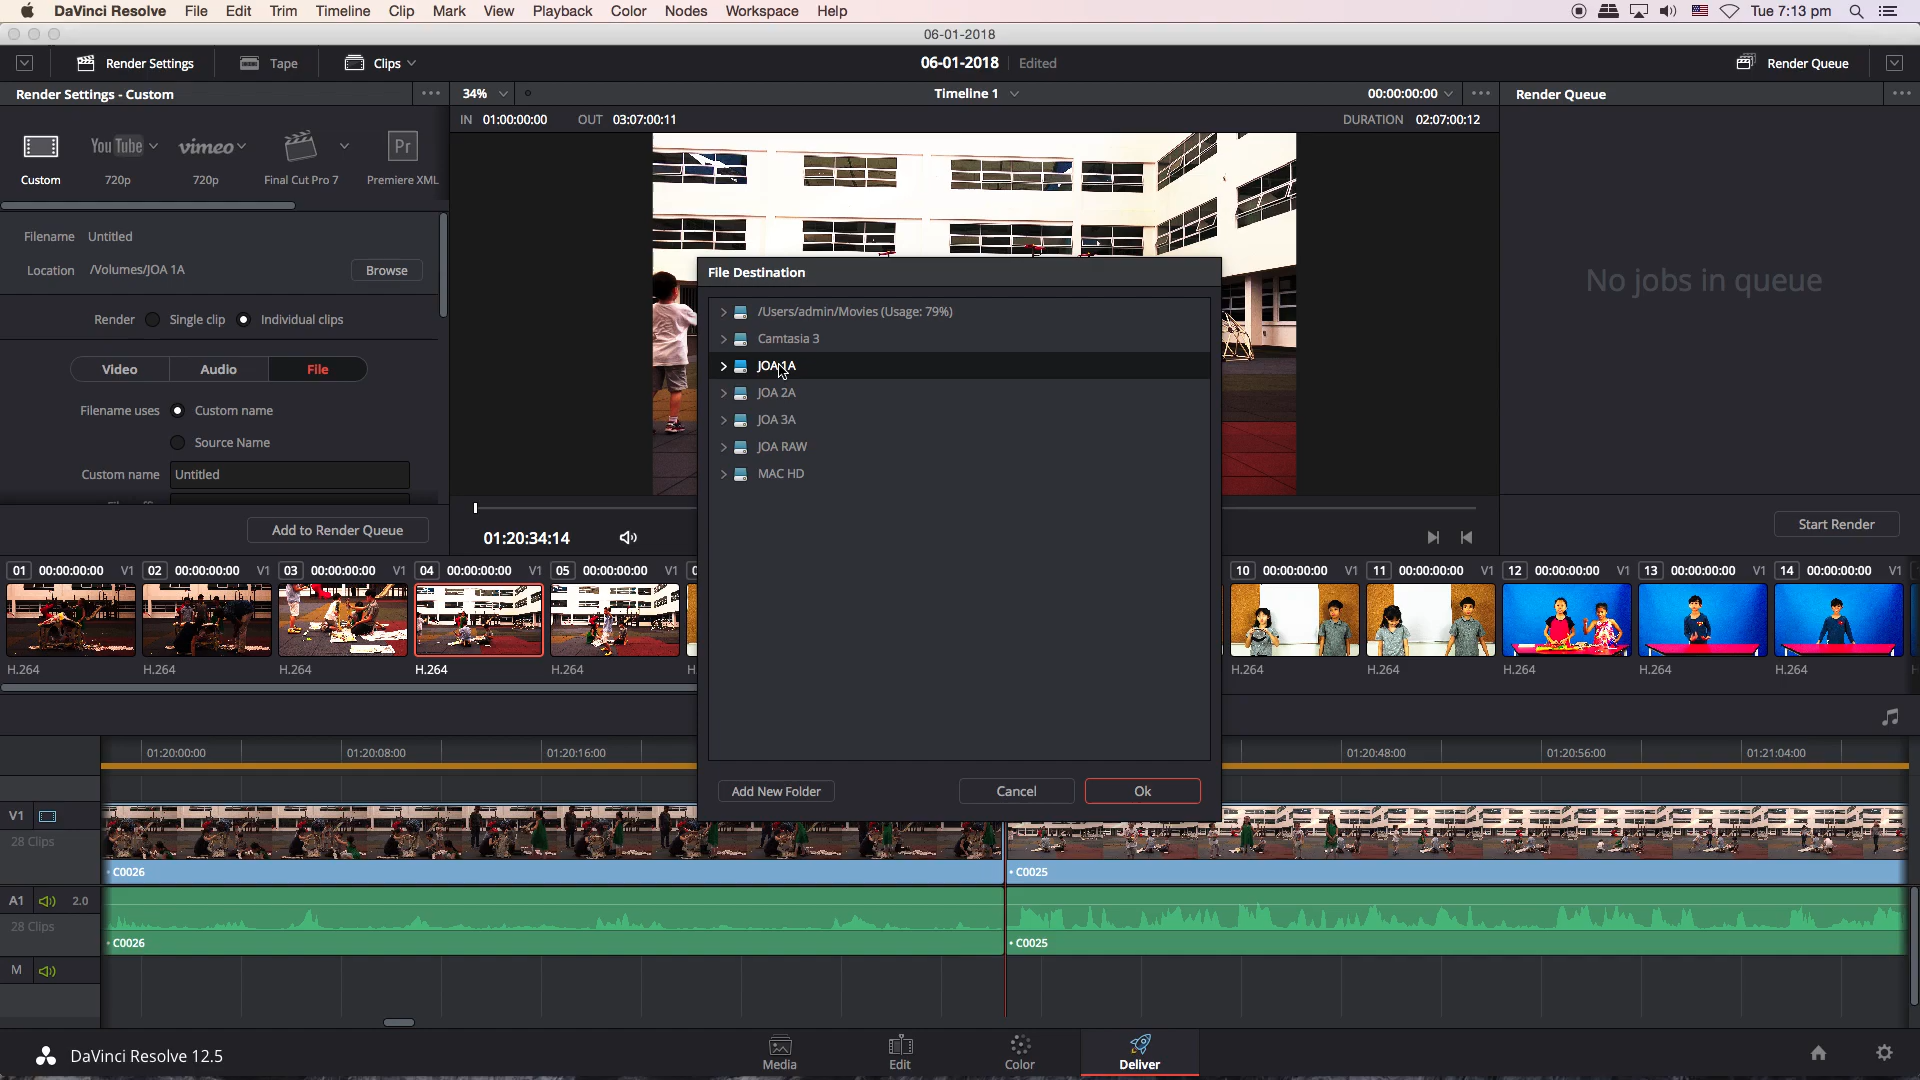 DaVinci Resolve File Edit Trim Timeline Clip Mark View Playback Color Nodes Workspace Help Tue 7:13 pm
06-01-2018
Render Settings Tape Clips 06-01-2018 Edited Render Queue
Render Settings - Custom 34% Timeline 1 00:00:00:00 Render Queue
IN 01:00:00:00 OUT 03:07:00:11 DURATION 02:07:00:12
YouTube vimeo Pr
Custom 720p 720p Final Cut Pro 7 Premiere XML
Filename Untitled
Location /Volumes/JOA 1A Browse
Render Single clip Individual clips
Video Audio File
Filename uses Custom name
Source Name
Custom name Untitled
Add to Render Queue
No jobs in queue
Start Render
File Destination
/Users/admin/Movies (Usage: 79%)
Camtasia 3
JOA 1A
JOA 2A
JOA 3A
JOA RAW
MAC HD
Add New Folder Cancel Ok
01:20:34:14
01 00:00:00:00 V1 02 00:00:00:00 V1 03 00:00:00:00 V1 04 00:00:00:00 V1 05 00:00:00:00 V1 10 00:00:00:00 V1 11 00:00:00:00 V1 12 00:00:00:00 V1 13 00:00:00:00 V1 14 00:00:00:00 V1
H.264 H.264 H.264 H.264 H.264 H.264 H.264 H.264 H.264 H.264
01:20:00:00 01:20:08:00 01:20:16:00 01:20:48:00 01:20:56:00 01:21:04:00
V1
28 Clips
C0026 C0025
A1 2.0
28 Clips
C0026 C0025
M
DaVinci Resolve 12.5 Media Edit Color Deliver